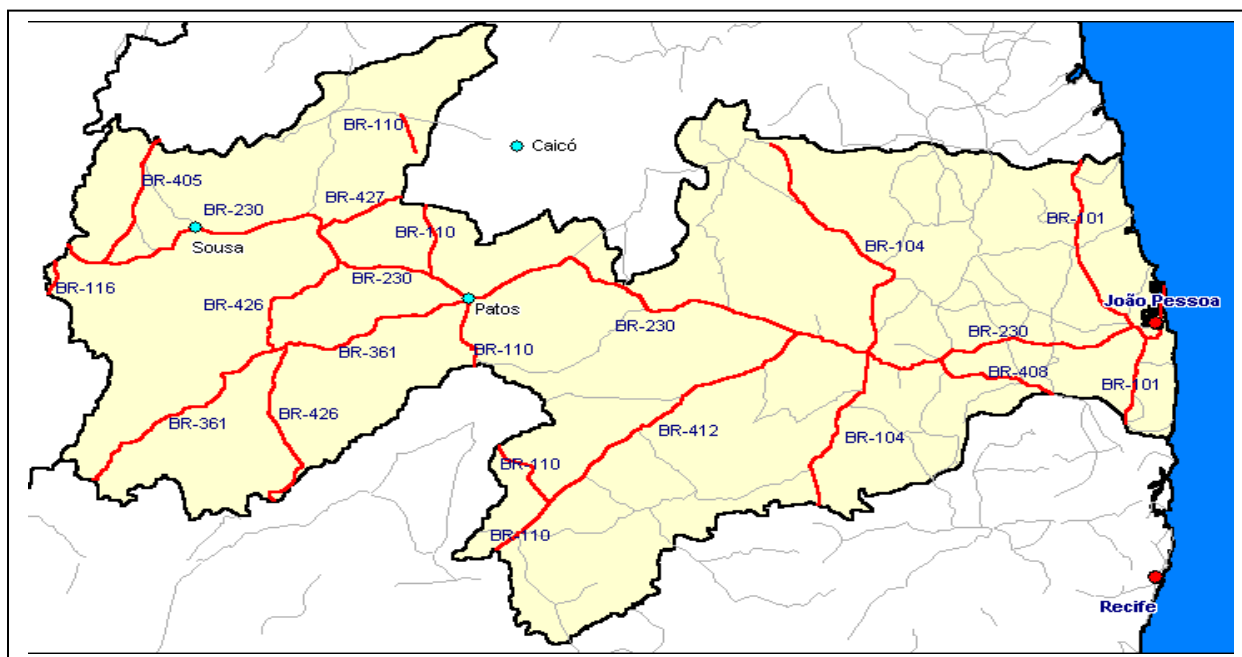 BR-110
Caicó
BR-405
BR-427
BR-230
BR-101
BR-110
Sousa
BR-104
BR-230
BR-116
João Pessoa
BR-426
Patos
BR-230
BR-230
BR-361
BR-110
BR-408
BR-101
BR-426
BR-361
BR-412
BR-104
BR-110
BR-110
Recife